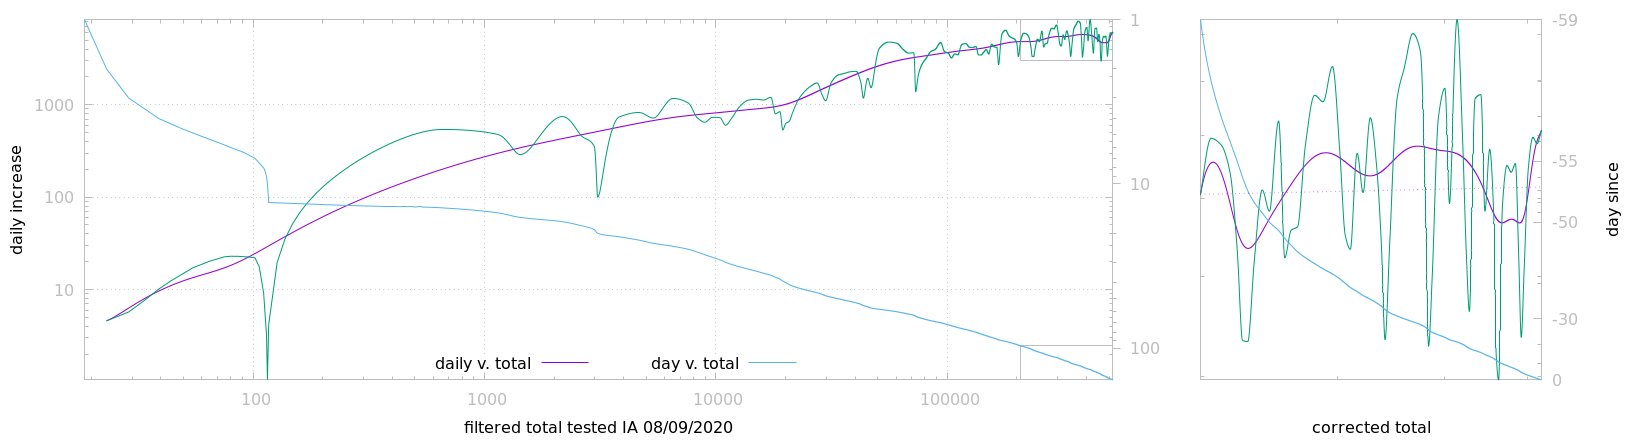 daily increase
1000
100
10
1
10
100
daily v. total
day v. total
100
1000
10000
100000
filtered total tested IA 08/09/2020
-59
-55
-50
-30
0
day since
corrected total